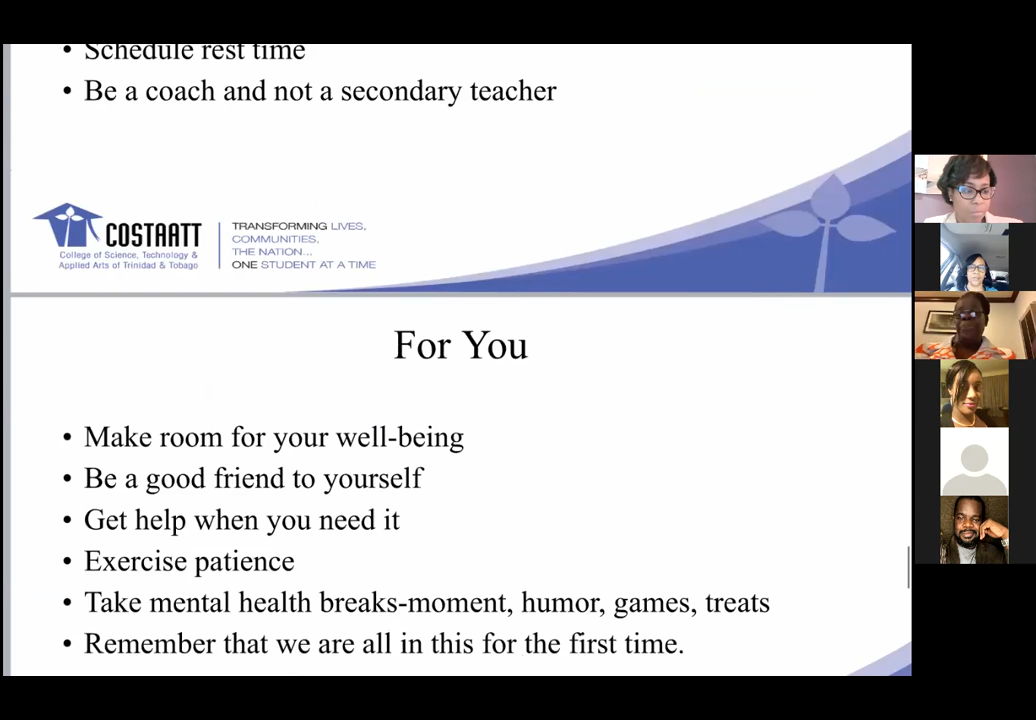 • Schedule rest time
• Be a coach and not a secondary teacher
COSTAATT
College of Science, Technology &
Applied Arts of Trinidad & Tobago
TRANSFORMING LIVES,
COMMUNITIES,
THE NATION...
ONE STUDENT AT A TIME
For You
• Make room for your well-being
• Be a good friend to yourself
• Get help when you need it
• Exercise patience
• Take mental health breaks-moment, humor, games, treats
• Remember that we are all in this for the first time.